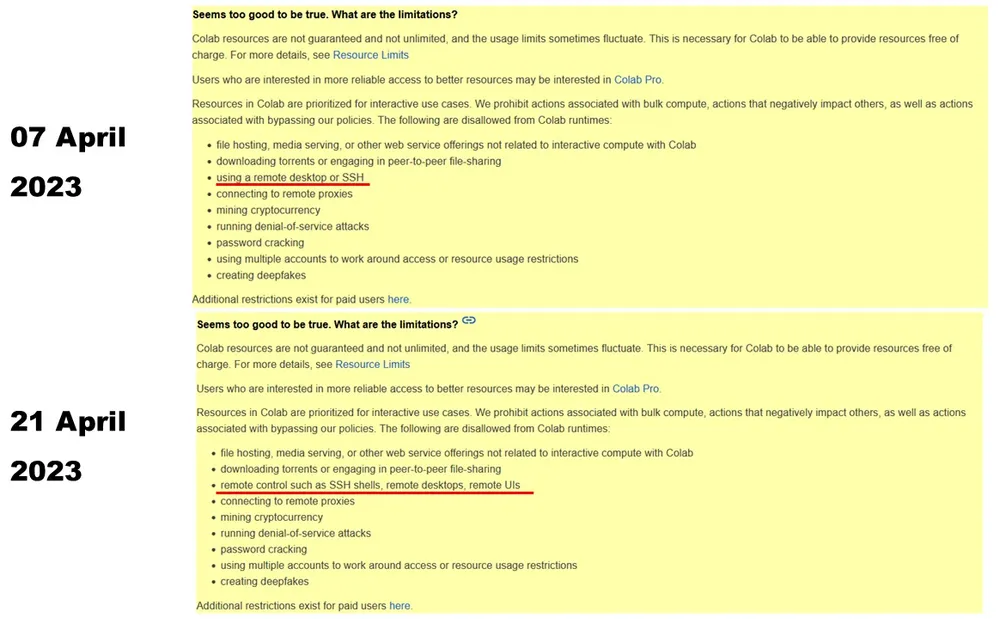 07 April
2023
Seems too good to be true. What are the limitations?
Colab resources are not guaranteed and not unlimited, and the usage limits sometimes fluctuate. This is necessary for Colab to be able to provide resources free of
charge. For more details, see Resource Limits
Users who are interested in more reliable access to better resources may be interested in Colab Pro.
Resources in Colab are prioritized for interactive use cases. We prohibit actions associated with bulk compute, actions that negatively impact others, as well as actions
associated with bypassing our policies. The following are disallowed from Colab runtimes:
• file hosting, media serving, or other web service offerings not related to interactive compute with Colab
• downloading torrents or engaging in peer-to-peer file-sharing
• using a remote desktop or SSH
• connecting to remote proxies
• mining cryptocurrency
• running denial-of-service attacks
• password cracking
• using multiple accounts to work around access or resource usage restrictions
• creating deepfakes
Additional restrictions exist for paid users here.
21 April
2023
Seems too good to be true. What are the limitations?
Colab resources are not guaranteed and not unlimited, and the usage limits sometimes fluctuate. This is necessary for Colab to be able to provide resources free of
charge. For more details, see Resource Limits
Users who are interested in more reliable access to better resources may be interested in Colab Pro.
Resources in Colab are prioritized for interactive use cases. We prohibit actions associated with bulk compute, actions that negatively impact others, as well as actions
associated with bypassing our policies. The following are disallowed from Colab runtimes:
• file hosting, media serving, or other web service offerings not related to interactive compute with Colab
• downloading torrents or engaging in peer-to-peer file-sharing
• remote control such as SSH shells, remote desktops, remote UIs
• connecting to remote proxies
• mining cryptocurrency
• running denial-of-service attacks
• password cracking
• using multiple accounts to work around access or resource usage restrictions
• creating deepfakes
Additional restrictions exist for paid users here.